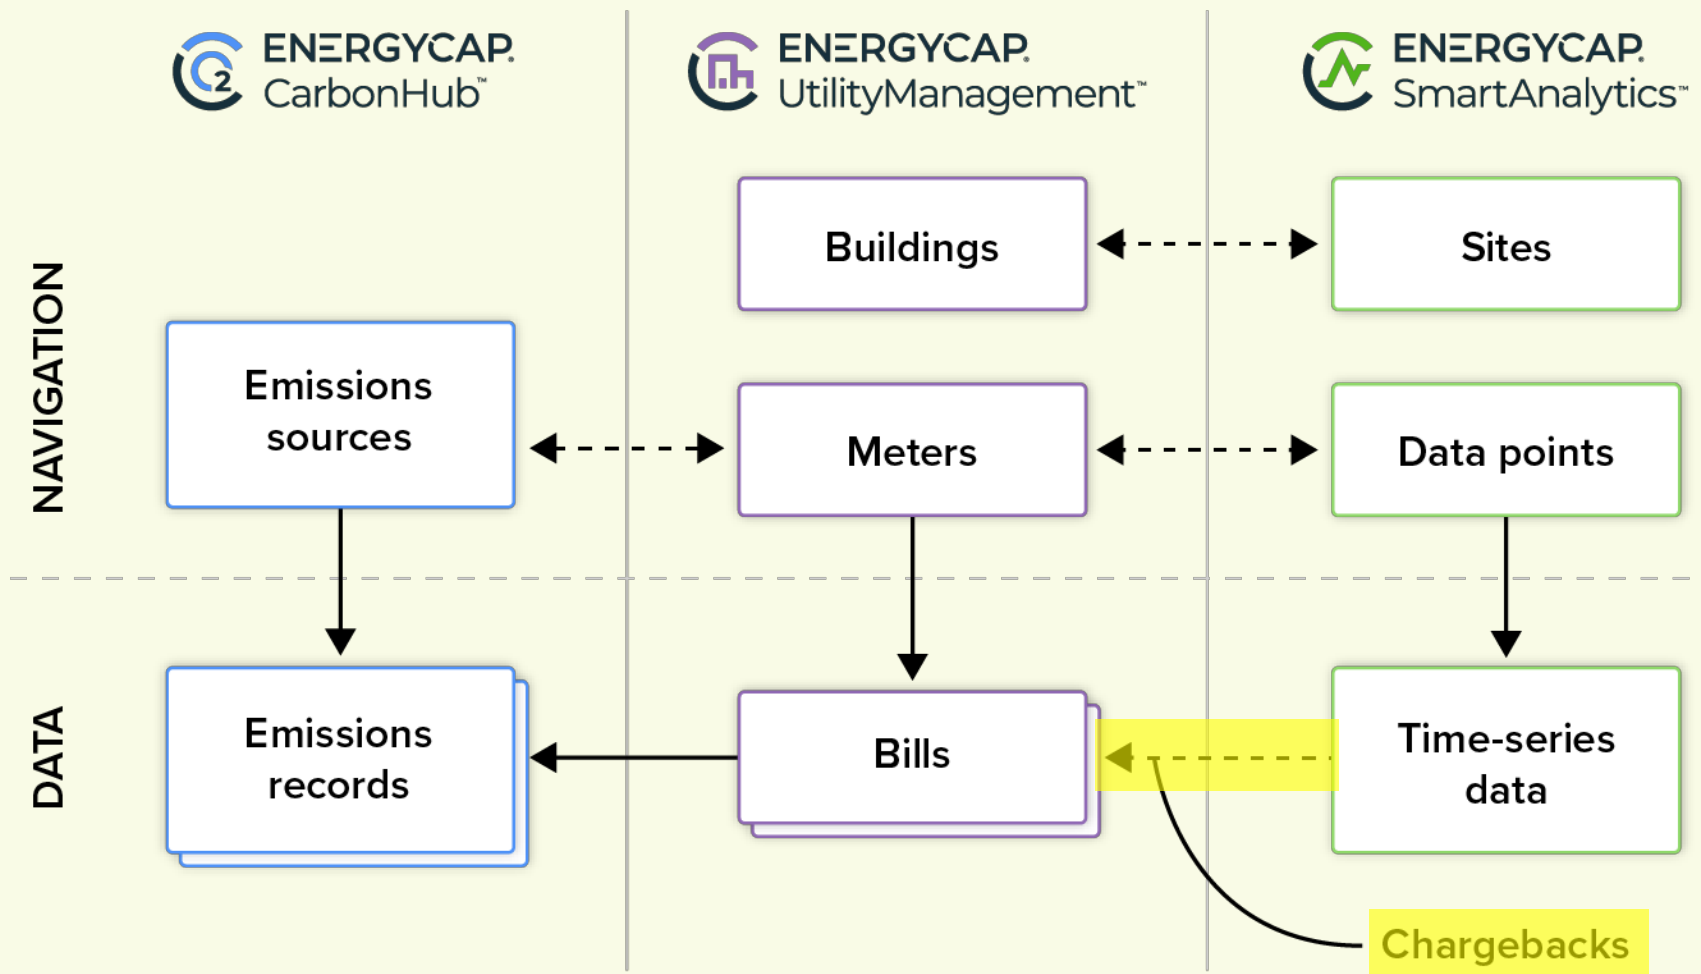 ENERGYCAP®
CarbonHub™
ENERGYCAP®
UtilityManagement™
ENERGYCAP®
SmartAnalytics™
NAVIGATION
Buildings
Sites
Emissions
sources
Meters
Data points
DATA
Emissions
records
Bills
Time-series
data
Chargebacks